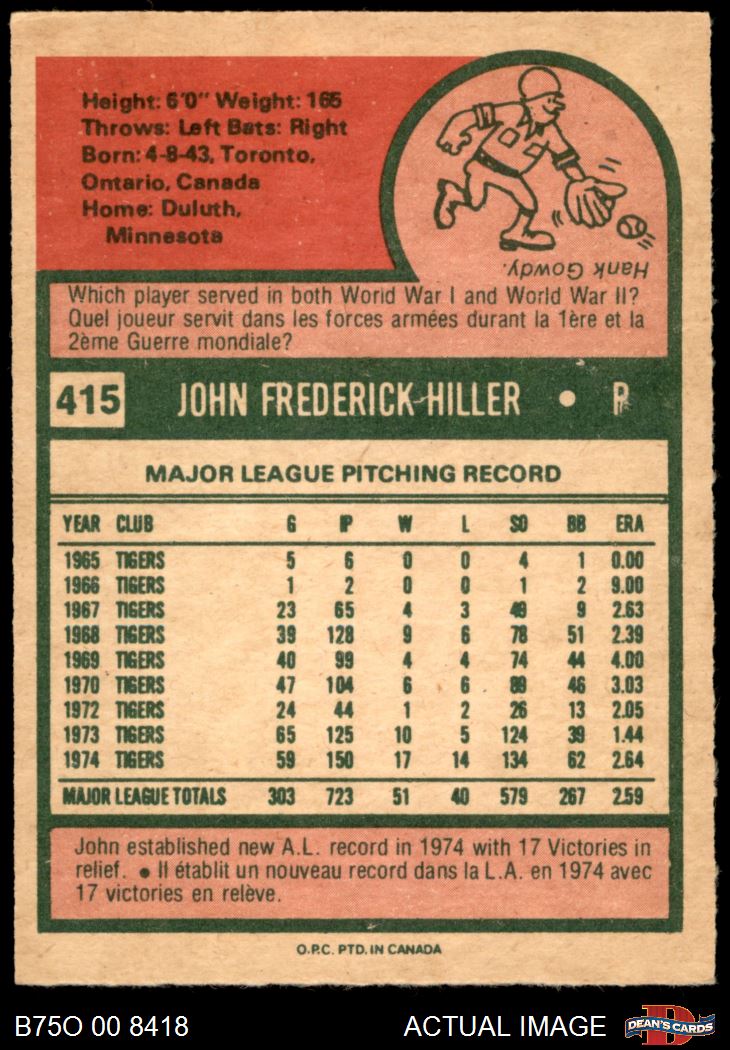 Height: 6'0" Weight: 165
Throws: Left Bats: Right
Born: 4-8-43, Toronto,
Ontario, Canada
Home: Duluth,
Minnesota
Hank Gowdy.
Which player served in both World War I and World War II?
Quel joueur servit dans les forces armées durant la 1ère et la
2ème Guerre mondiale?
415 JOHN FREDERICK HILLER • P
MAJOR LEAGUE PITCHING RECORD
YEAR CLUB G IP W L SO BB ERA
1965 TIGERS 5 6 0 0 4 1 0.00
1966 TIGERS 1 2 0 0 1 2 9.00
1967 TIGERS 23 65 4 3 49 9 2.63
1968 TIGERS 39 128 9 6 78 51 2.39
1969 TIGERS 40 99 4 4 74 44 4.00
1970 TIGERS 47 104 6 6 89 46 3.03
1972 TIGERS 24 44 1 2 26 13 2.05
1973 TIGERS 65 125 10 5 124 39 1.44
1974 TIGERS 59 150 17 14 134 62 2.64
MAJOR LEAGUE TOTALS 303 723 51 40 579 267 2.59
John established new A.L. record in 1974 with 17 Victories in
relief. • Il établit un nouveau record dans la L.A. en 1974 avec
17 victories en relève.
O.P.C. PTD. IN CANADA
B75O 00 8418 ACTUAL IMAGE D DEAN'S CARDS